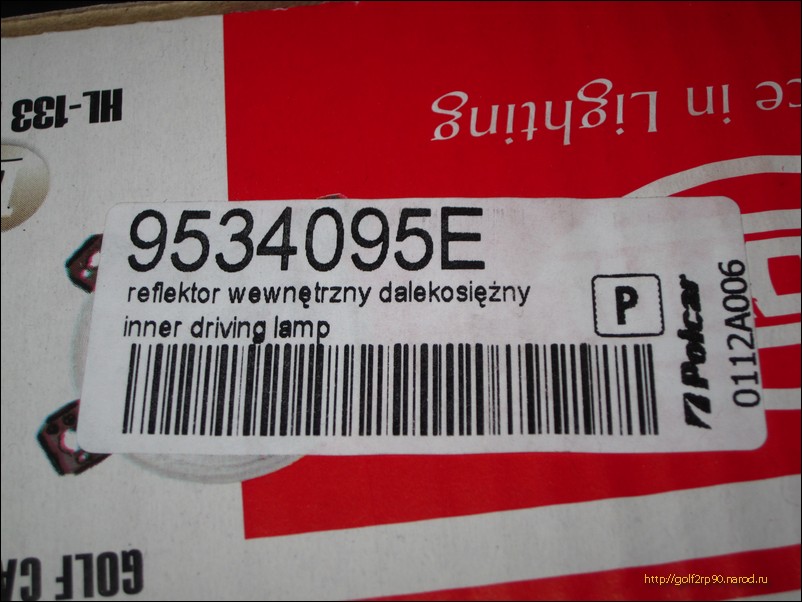 HL-133
ce in Lighting
9534095E
reflektor wewnętrzny dalekosiężny
inner driving lamp
P
Polcar
0112A006
GOLF CA
http://golf2rp90.narod.ru